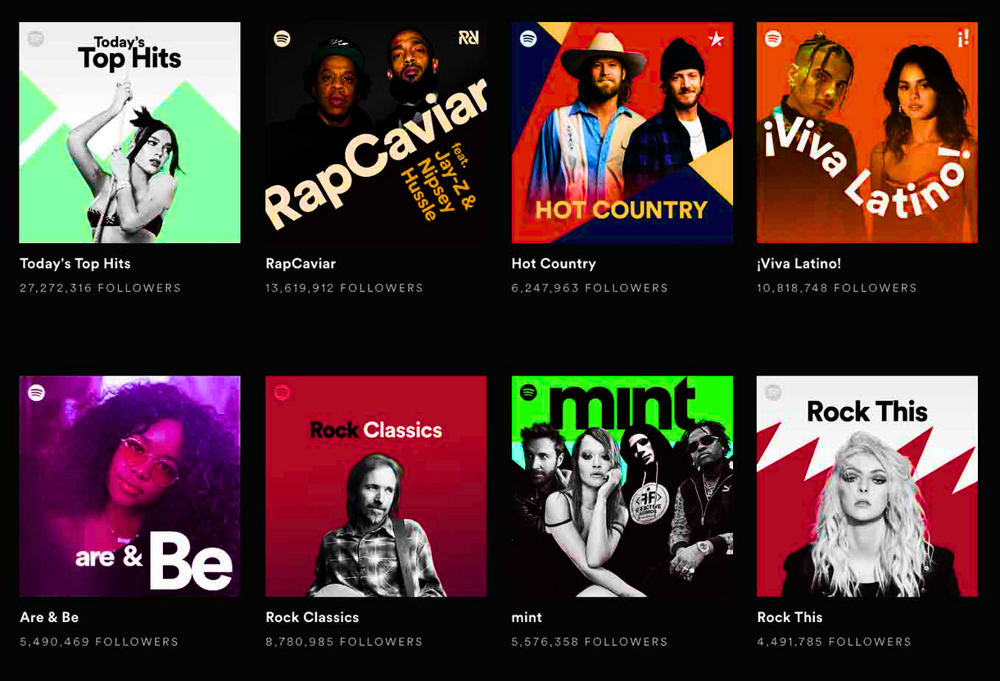 Today's
Top Hits
RapCaviar
feat.
Jay-Z &
Nipsey
Hussle
HOT COUNTRY
¡Viva Latino!
Today's Top Hits
27,272,316 FOLLOWERS
RapCaviar
13,619,912 FOLLOWERS
Hot Country
6,247,963 FOLLOWERS
¡Viva Latino!
10,818,748 FOLLOWERS
are & Be
Rock Classics
mint
Rock This
Are & Be
5,490,469 FOLLOWERS
Rock Classics
8,780,985 FOLLOWERS
mint
5,576,358 FOLLOWERS
Rock This
4,491,785 FOLLOWERS